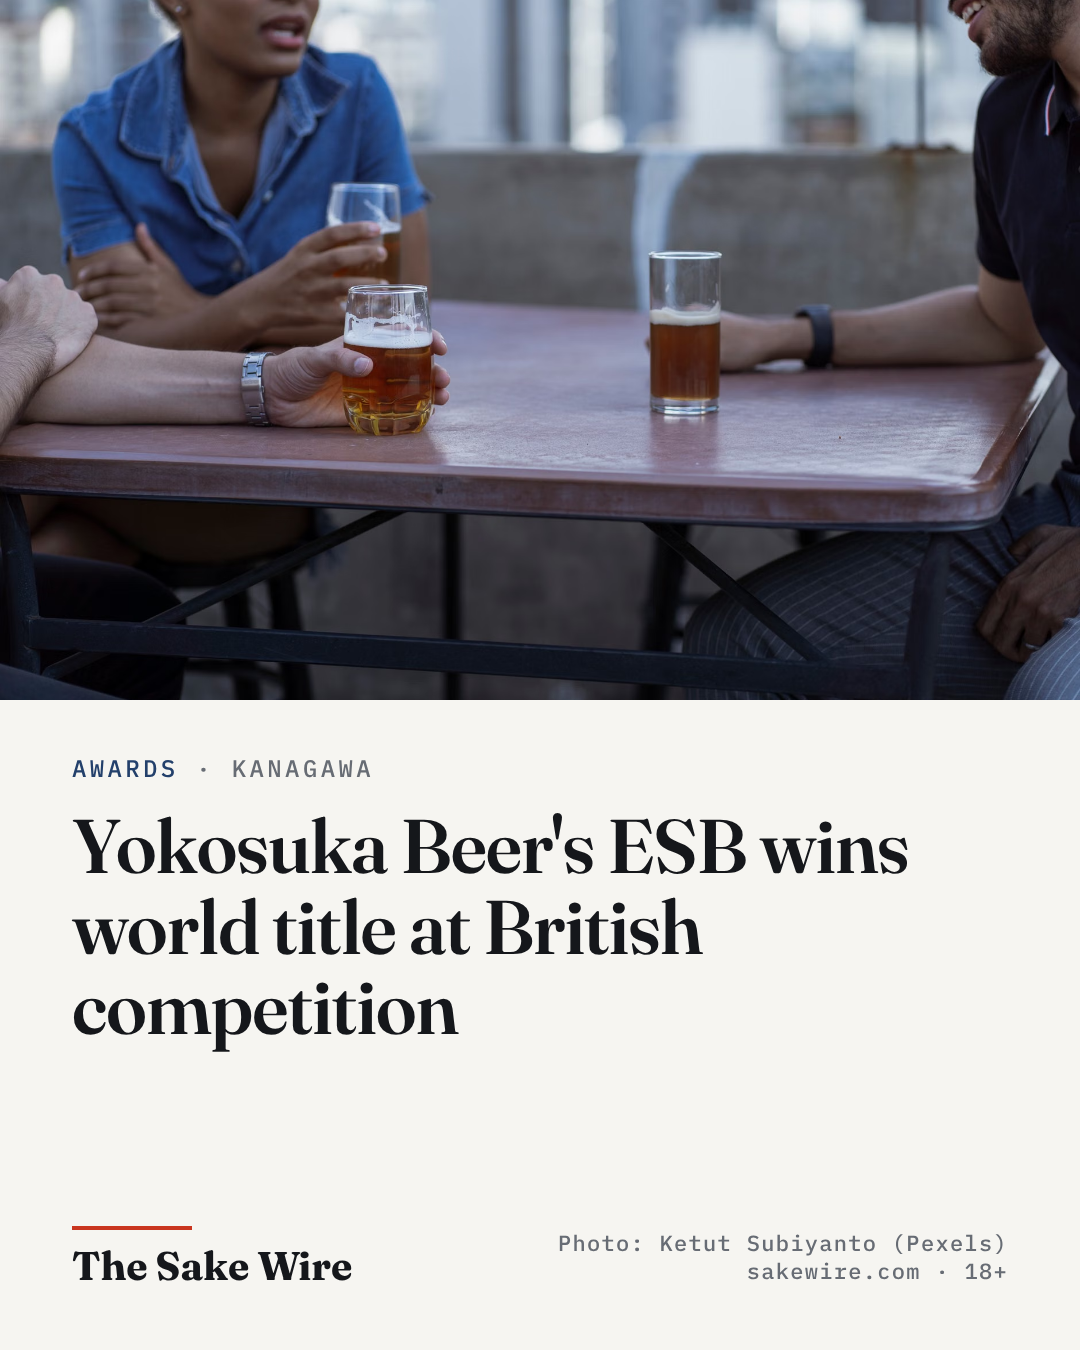 AWARDS · KANAGAWA
Yokosuka Beer's ESB wins
world title at British
competition
The Sake Wire
Photo: Ketut Subiyanto (Pexels)
sakewire.com · 18+